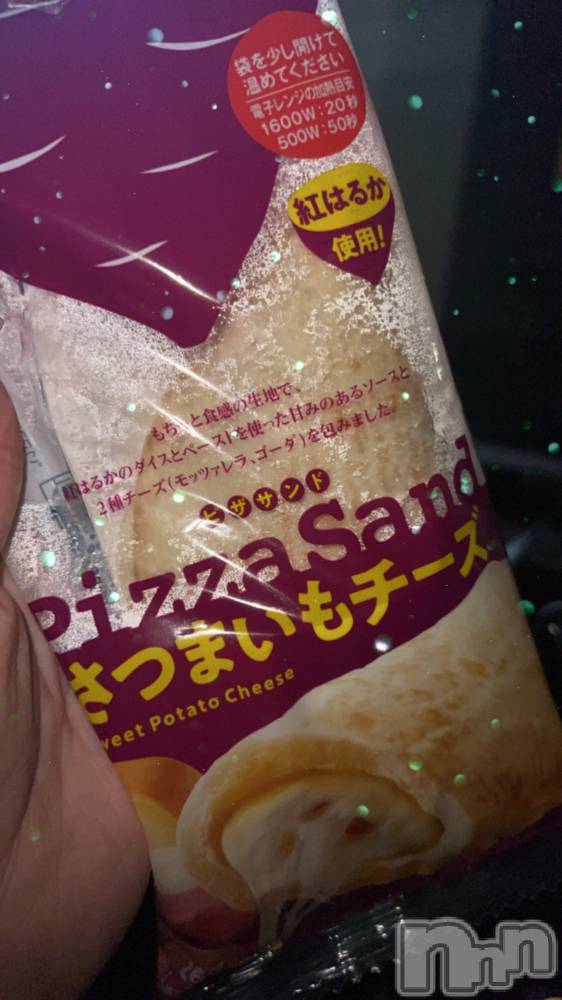 袋を少し開けて
温めてください
電子レンジの加熱目安
1600W:20秒
500W:50秒
紅はるか
使用!
もちっと食感の生地で、
紅はるかのダイスとペーストを使った甘みのあるソースと
2種チーズ(モッツァレラ、ゴーダ)を包みました。
ピザサンド
Pizza Sand
さつまいもチーズ
Sweet Potato Cheese
nnn